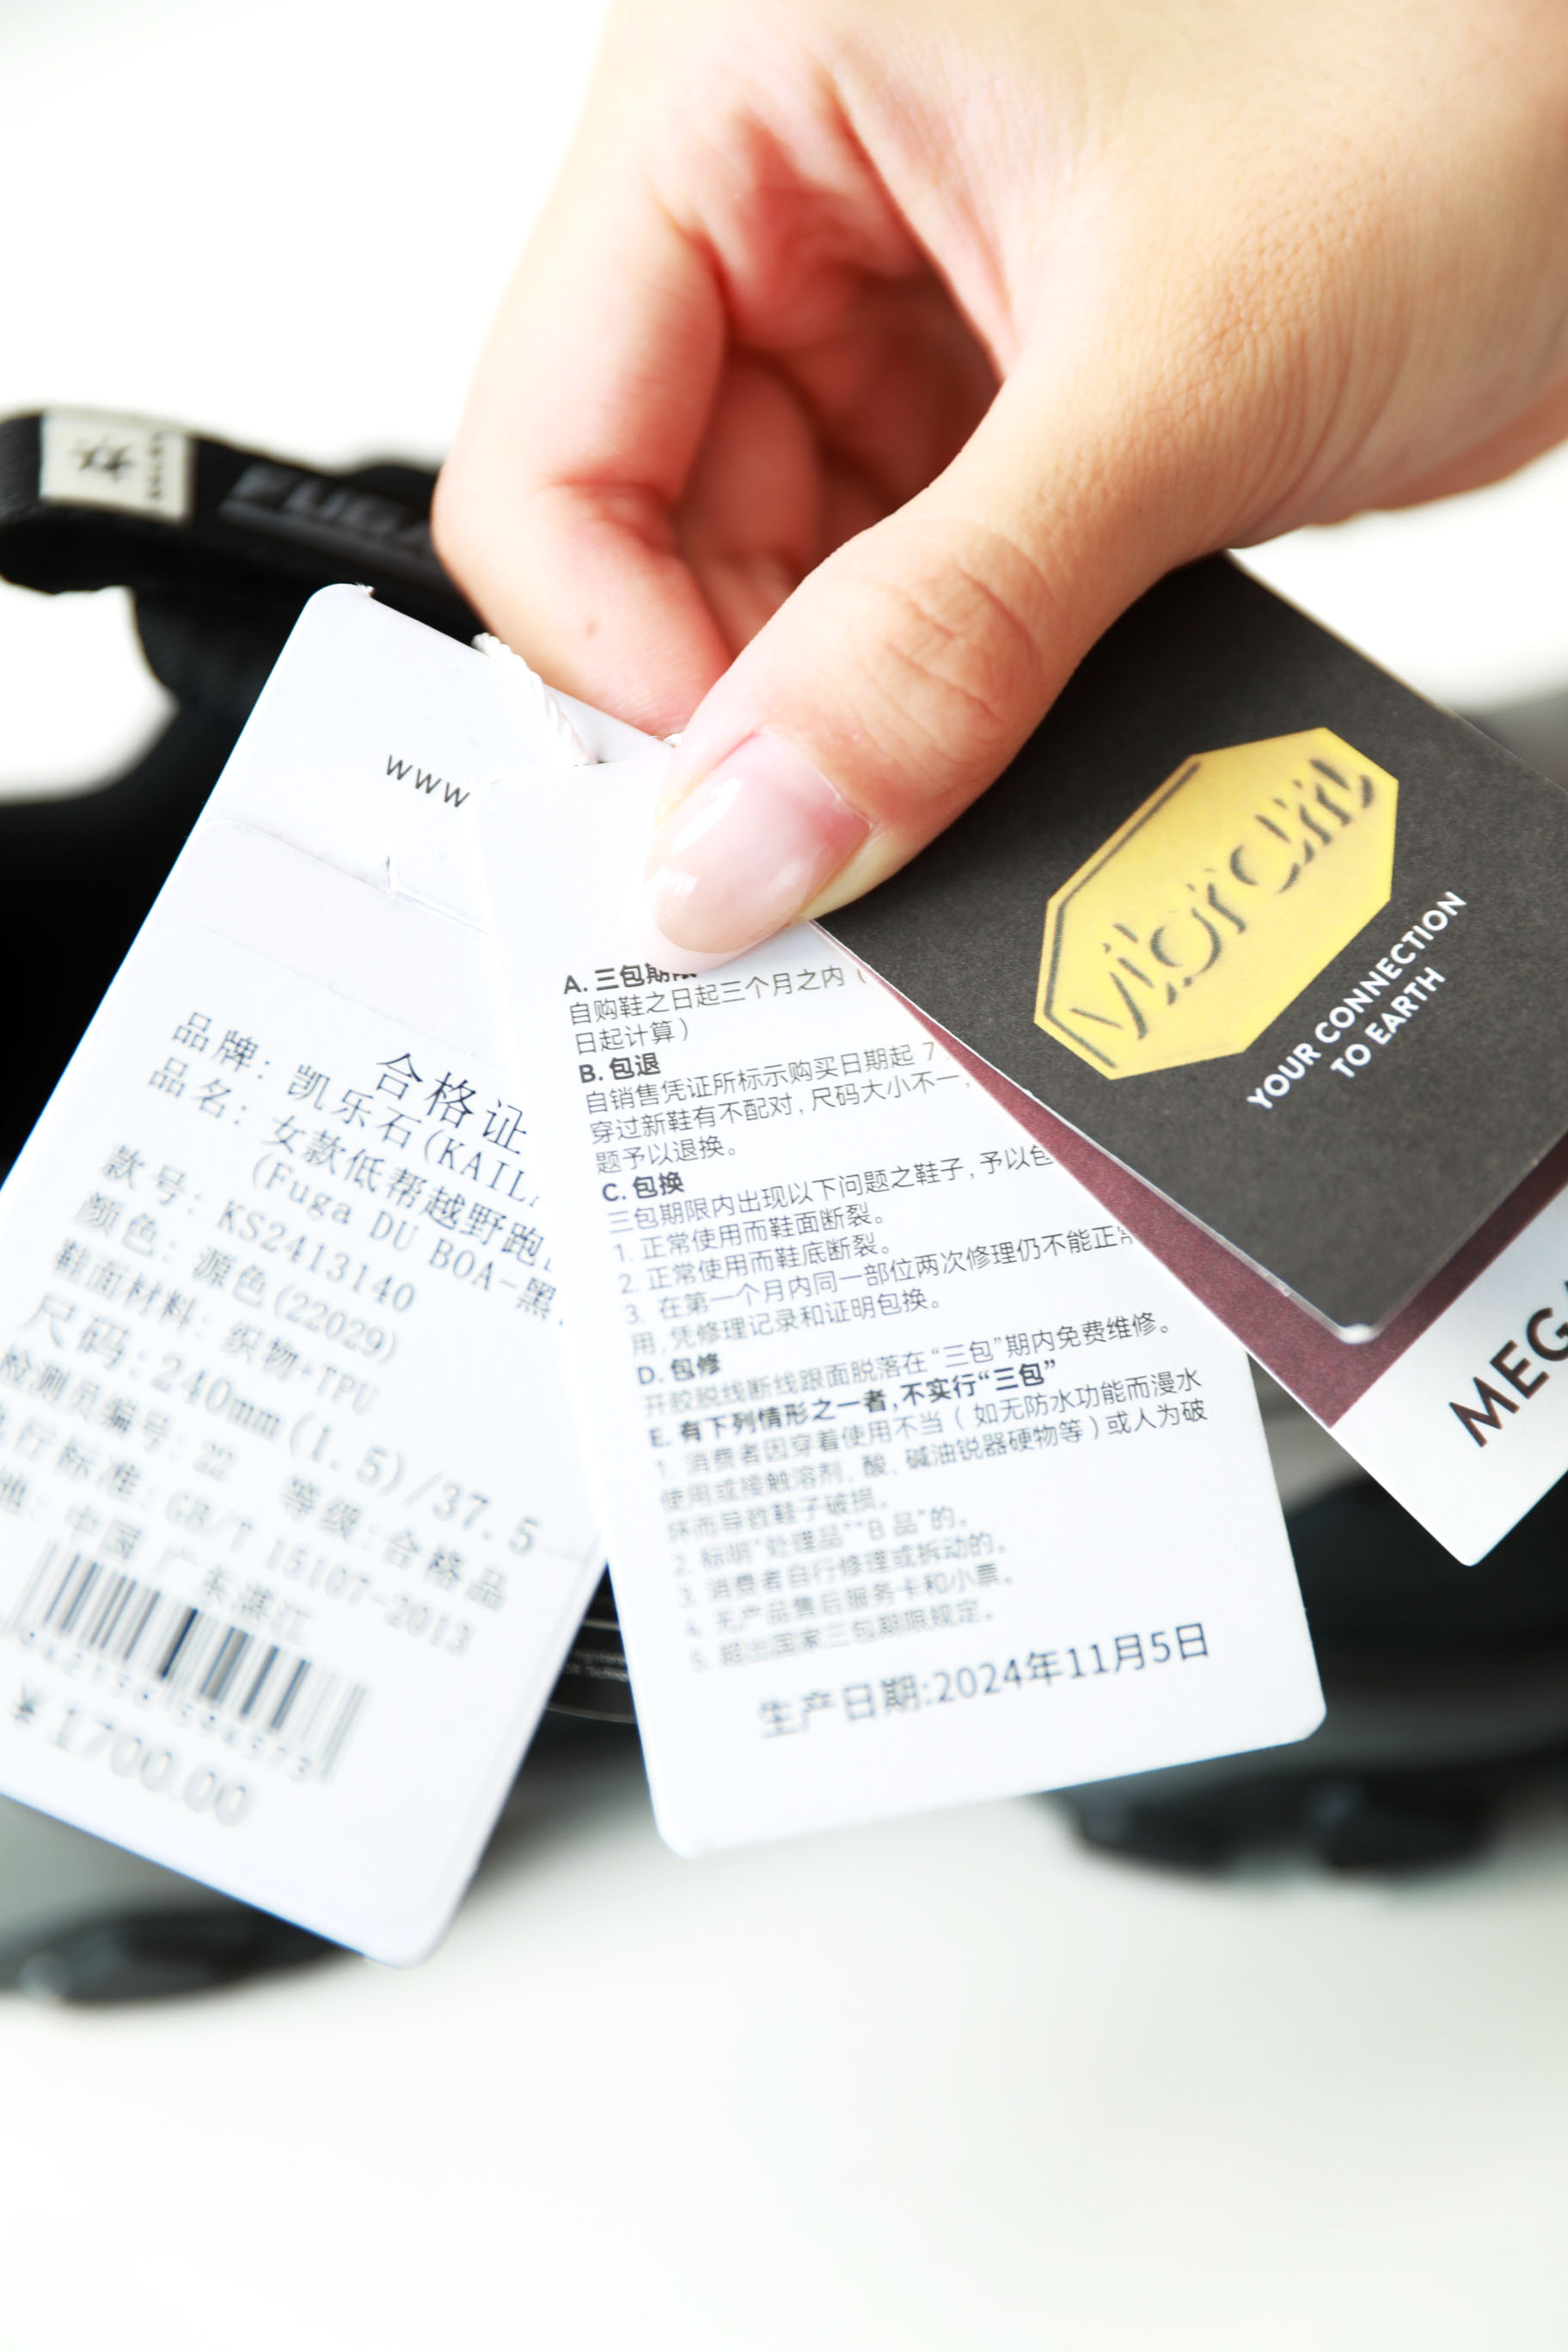 FUGA
www
合格证
品牌: 凯乐石(KAIL
品名: 女款低帮越野跑
(Fuga DU BOA-黑
款号: KS2413140
颜色: 源色(22029)
鞋面材料: 织物+TPU
尺码:240mm(1.5)/37.5
检测员编号: 22 等级:合格品
行标准: GB/T 15107-2013
地: 中国 广东湛江
¥1700.00
A. 三包期限
自购鞋之日起三个月之内（
日起计算）
B. 包退
自销售凭证所标示购买日期起 7
穿过新鞋有不配对, 尺码大小不一,
题予以退换。
C. 包换
三包期限内出现以下问题之鞋子, 予以包
1. 正常使用而鞋面断裂。
2. 正常使用而鞋底断裂。
3. 在第一个月内同一部位两次修理仍不能正常
用, 凭修理记录和证明包换。
D. 包修
开胶脱线断线跟面脱落在“三包”期内免费维修。
E. 有下列情形之一者,不实行“三包”
1. 消费者因穿着使用不当（如无防水功能而漫水
使用或接触溶剂, 酸, 碱油锐器硬物等）或人为破
坏而导致鞋子破损。
2. 标明“处理品”“B品”的。
3. 消费者自行修理或拆动的。
4. 无产品售后服务卡和小票。
5. 超出国家三包期限规定。
生产日期:2024年11月5日
vibram
YOUR CONNECTION
TO EARTH
MEG